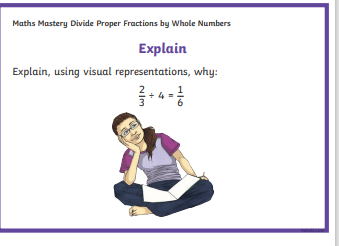 Maths Mastery Divide Proper Fractions by Whole Numbers
Explain
Explain, using visual representations, why:
2/3 ÷ 4 = 1/6